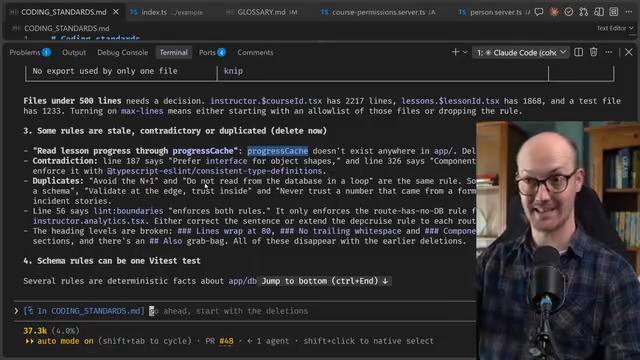 CODING_STANDARDS.md
index.ts ../example
GLOSSARY.md
course-permissions.server.ts
person.server.ts
CODING_STANDARDS.md
Text Editor
1 # Coding standards
Problems 1 Output Debug Console Terminal Ports 4 Comments
1: Claude Code (coho
No export used by only one file knip
Files under 500 lines needs a decision. instructor.$courseId.tsx has 2217 lines, lessons.$lessonId.tsx has 1868, and a test file
has 1233. Turning on max-lines means either starting with an allowlist of those files or dropping the rule.
3. Some rules are stale, contradictory or duplicated (delete now)
- "Read lesson progress through progressCache": progressCache doesn't exist anywhere in app/. Del
- Contradiction: line 187 says "Prefer interface for object shapes," and line 326 says "Component
enforce it with @typescript-eslint/consistent-type-definitions.
- Duplicates: "Avoid the N+1" and "Do not read from the database in a loop" are the same rule. So
a schema", "Validate at the edge, trust inside" and "Never trust a number that came from a form
incident stories.
- Line 56 says lint:boundaries "enforces both rules." It only enforces the route-has-no-DB rule f
instructor.analytics.tsx. Either correct the sentence or extend the depcruise rule to each rout
- The heading levels are broken: ### Lines wrap at 80, ### No trailing whitespace and ### Compone
sections, and there's an ## Also grab-bag. All of these disappear with the earlier deletions.
4. Schema rules can be one Vitest test
Several rules are deterministic facts about app/db Jump to bottom (ctrl+End) ↓
> [ In CODING_STANDARDS.md] go ahead, start with the deletions
37.3k (4.0%)
auto mode on (shift+tab to cycle) · PR #48 · ← 1 agent · shift+click to native select